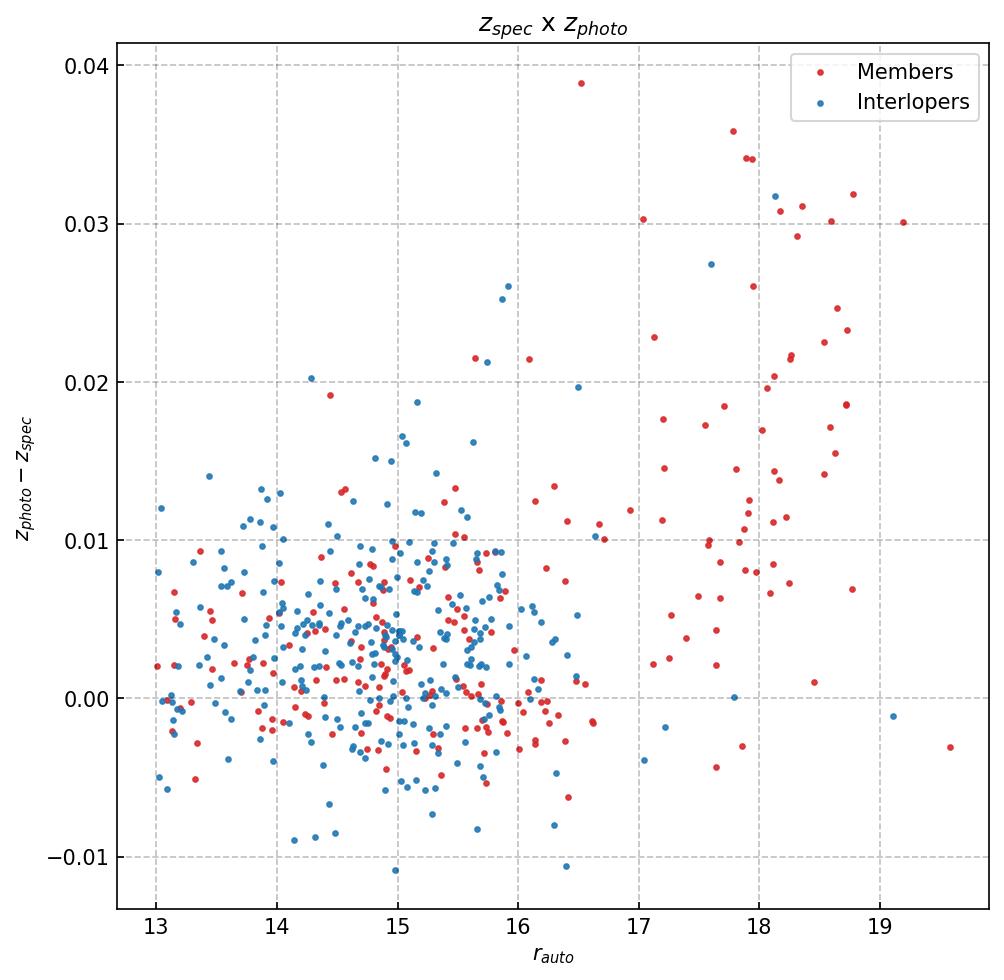 z_spec x z_photo
0.04
0.03
0.02
0.01
0.00
−0.01
z_photo − z_spec
Members
Interlopers
13 14 15 16 17 18 19
r_auto